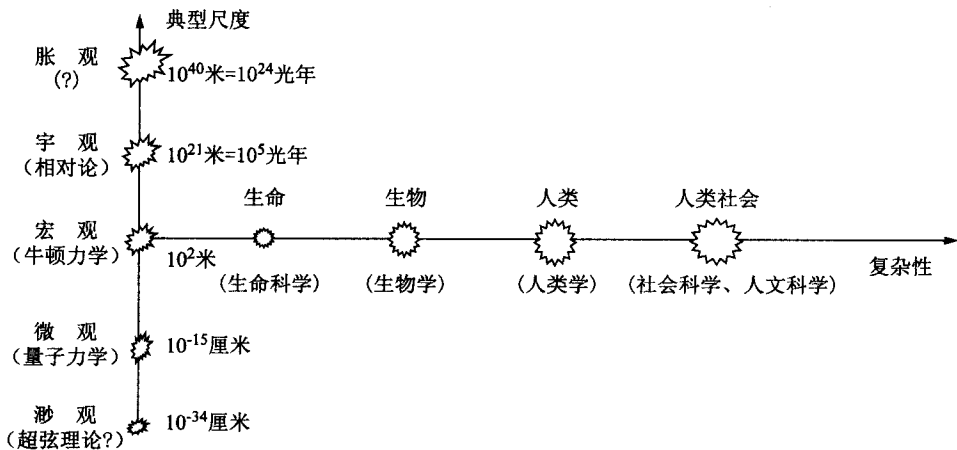 典型尺度
胀 观
(?)
10⁴⁰米=10²⁴光年
宇 观
(相对论)
10²¹米=10⁵光年
生命
生物
人类
人类社会
宏 观
(牛顿力学)
10²米
复杂性
(生命科学)
(生物学)
(人类学)
(社会科学、人文科学)
微 观
(量子力学)
10⁻¹⁵厘米
渺 观
(超弦理论?)
10⁻³⁴厘米